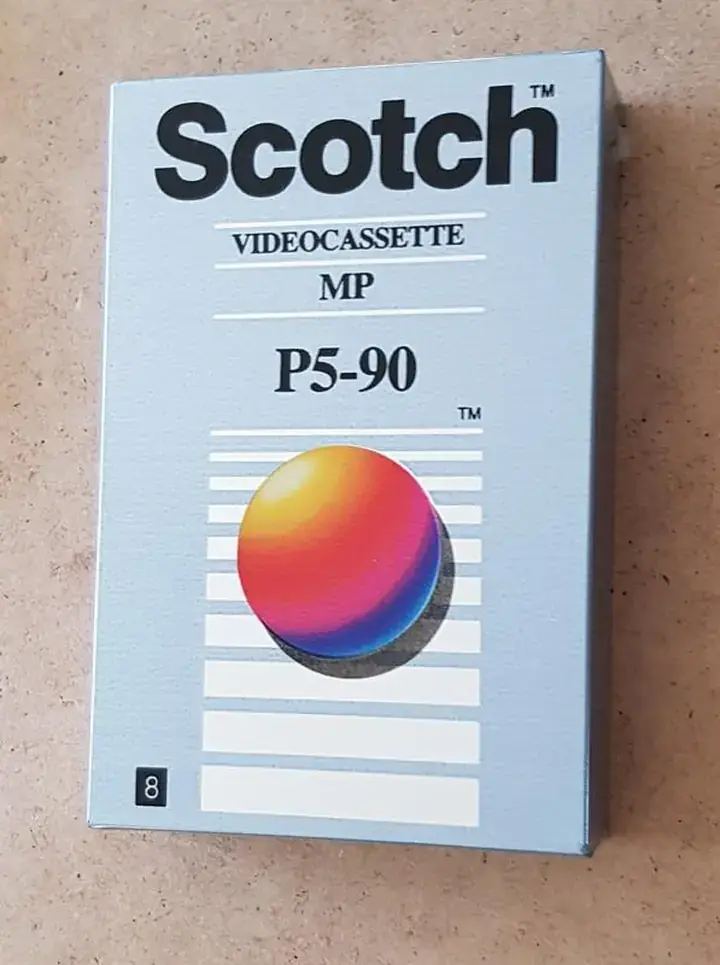 Scotch™
VIDEOCASSETTE
MP
P5-90
™
8